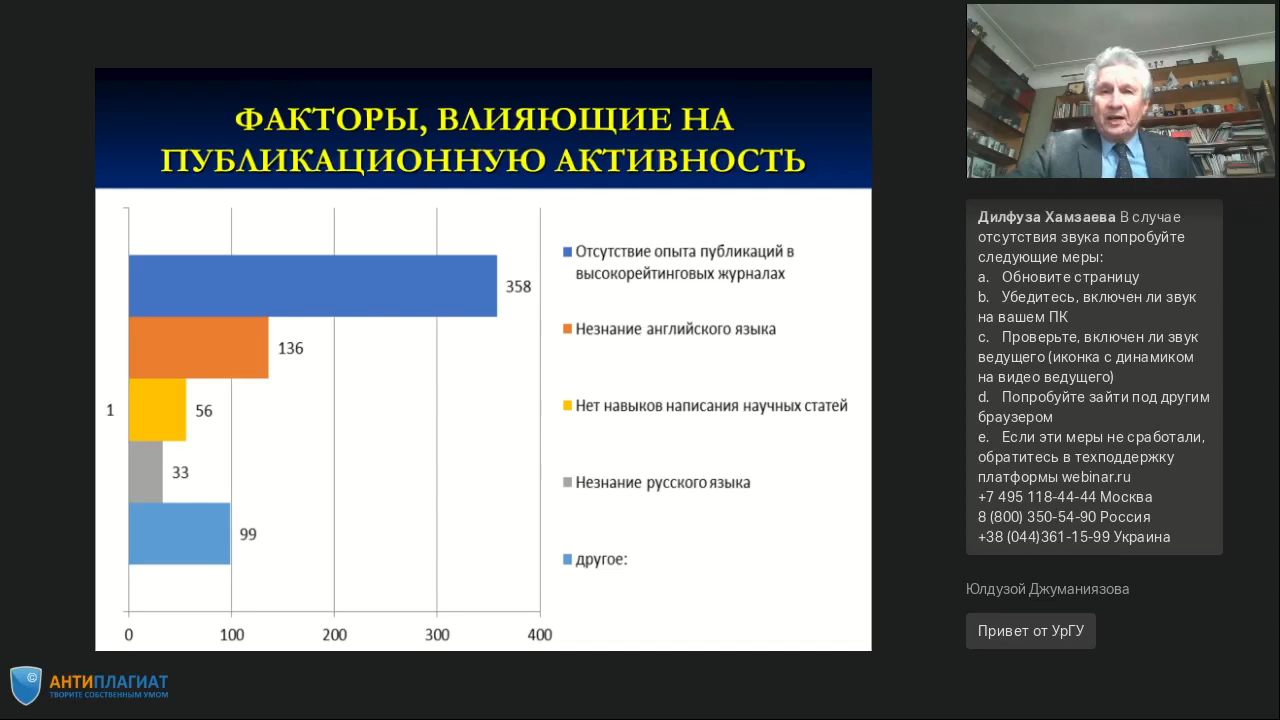 ФАКТОРЫ, ВЛИЯЮЩИЕ НА
ПУБЛИКАЦИОННУЮ АКТИВНОСТЬ
358
136
1
56
33
99
0
100
200
300
400
Отсутствие опыта публикаций в
высокорейтинговых журналах
Незнание английского языка
Нет навыков написания научных статей
Незнание русского языка
другое:
© АНТИПЛАГИАТ
ТВОРИТЕ СОБСТВЕННЫМ УМОМ
Дилфуза Хамзаева В случае
отсутствия звука попробуйте
следующие меры:
a. Обновите страницу
b. Убедитесь, включен ли звук
на вашем ПК
c. Проверьте, включен ли звук
ведущего (иконка с динамиком
на видео ведущего)
d. Попробуйте зайти под другим
браузером
e. Если эти меры не сработали,
обратитесь в техподдержку
платформы webinar.ru
+7 495 118-44-44 Москва
8 (800) 350-54-90 Россия
+38 (044)361-15-99 Украина
Юлдузой Джуманиязова
Привет от УрГУ